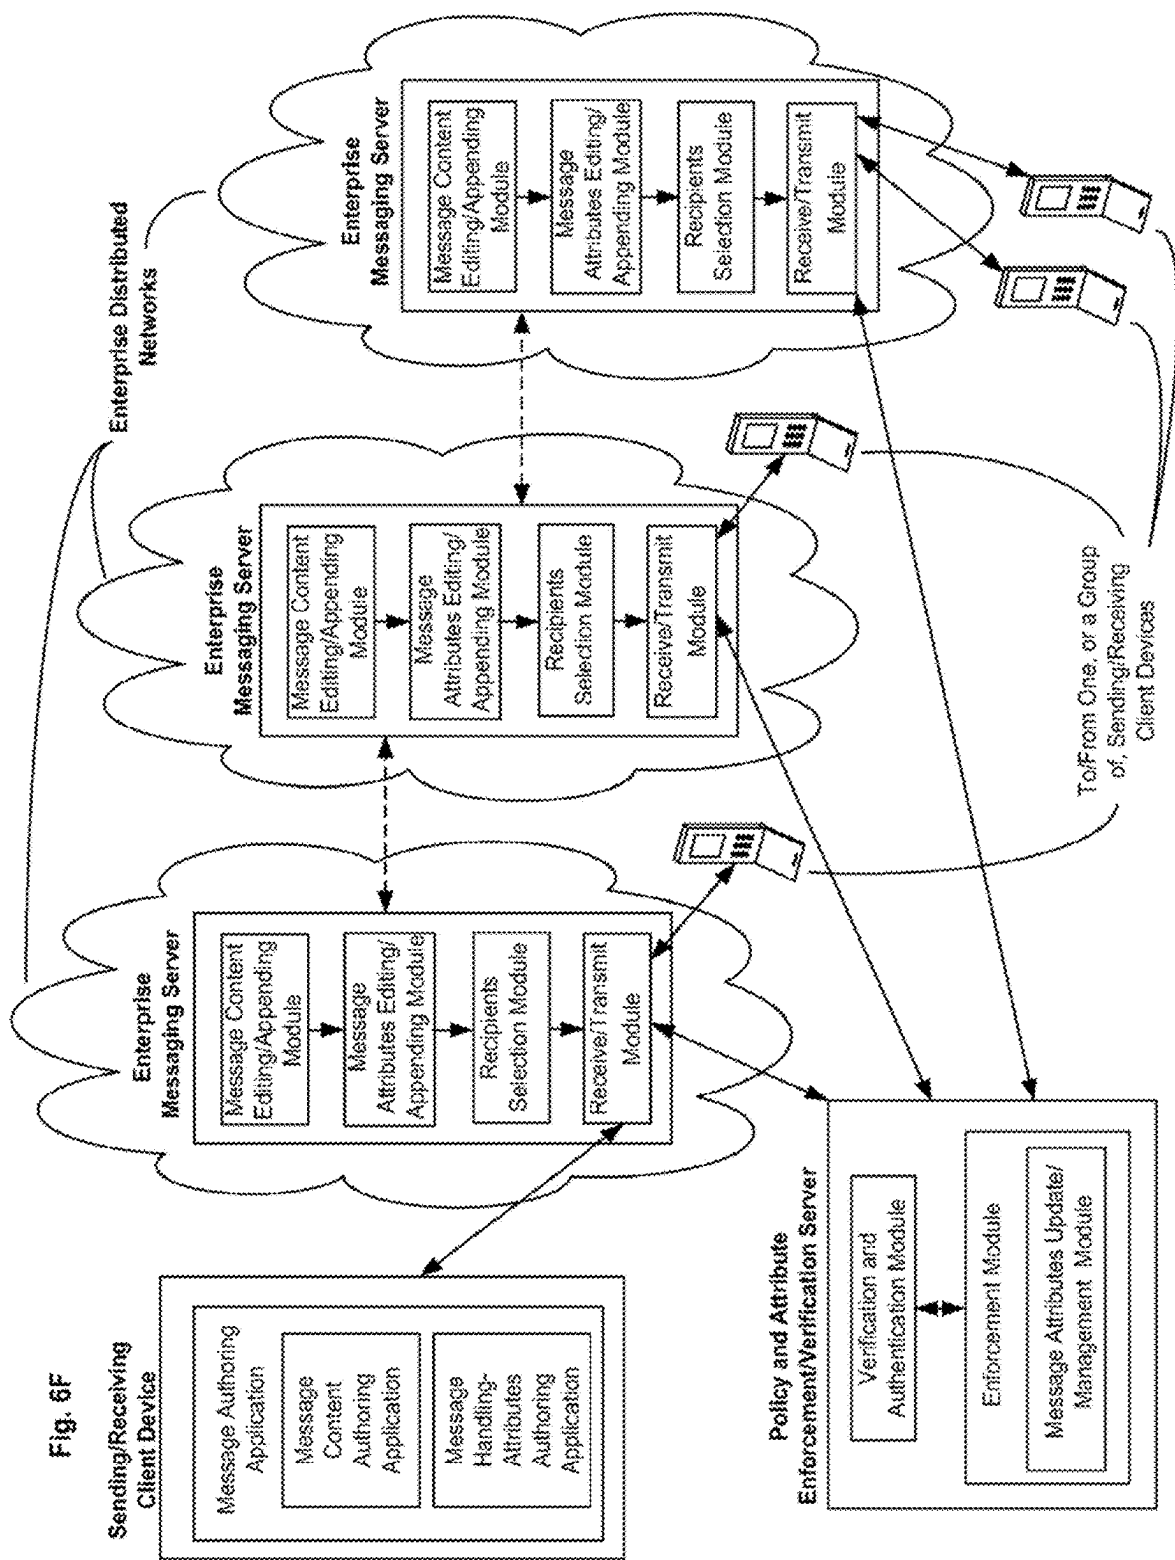 Fig. 6F
Sending/Receiving
Client Device
Message Authoring
Application
Message
Content
Authoring
Application
Message
Handling-
Attributes
Authoring
Application
Enterprise
Messaging Server
Message Content
Editing/Appending
Module
Message
Attributes Editing/
Appending Module
Recipients
Selection Module
Receive/Transmit
Module
Enterprise
Messaging Server
Message Content
Editing/Appending
Module
Message
Attributes Editing/
Appending Module
Recipients
Selection Module
Receive/Transmit
Module
Enterprise Distributed
Networks
Enterprise
Messaging Server
Message Content
Editing/Appending
Module
Message
Attributes Editing/
Appending Module
Recipients
Selection Module
Receive/Transmit
Module
Policy and Attribute
Enforcement/Verification Server
Verification and
Authentication Module
Enforcement Module
Message Attributes Update/
Management Module
To/From One, or a Group
of, Sending/Receiving
Client Devices